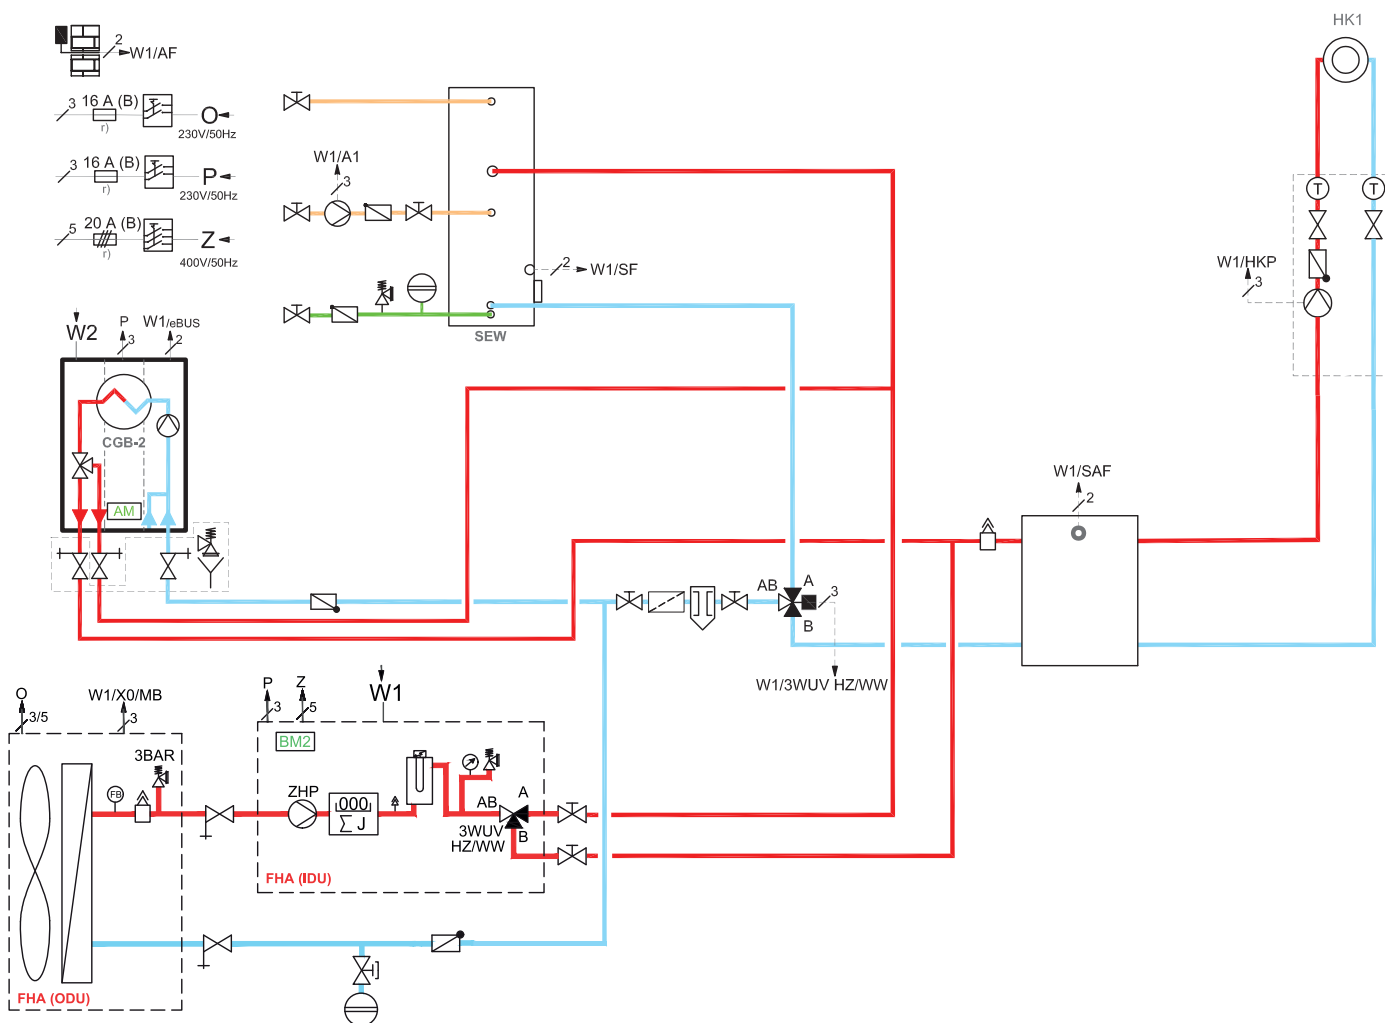 HK1
2
W1/AF
3
16 A (B)
r)
O
230V/50Hz
3
16 A (B)
r)
P
230V/50Hz
5
20 A (B)
r)
Z
400V/50Hz
W1/A1
3
2
W1/SF
SEW
T
T
W1/HKP
3
W2
P
3
W1/eBUS
2
CGB-2
AM
W1/SAF
2
AB
A
3
B
W1/3WUV HZ/WW
O
3/5
W1/X0/MB
3
3BAR
FB
FHA (ODU)
P
3
Z
5
W1
BM2
ZHP
000
Σ J
AB
A
B
3WUV
HZ/WW
FHA (IDU)